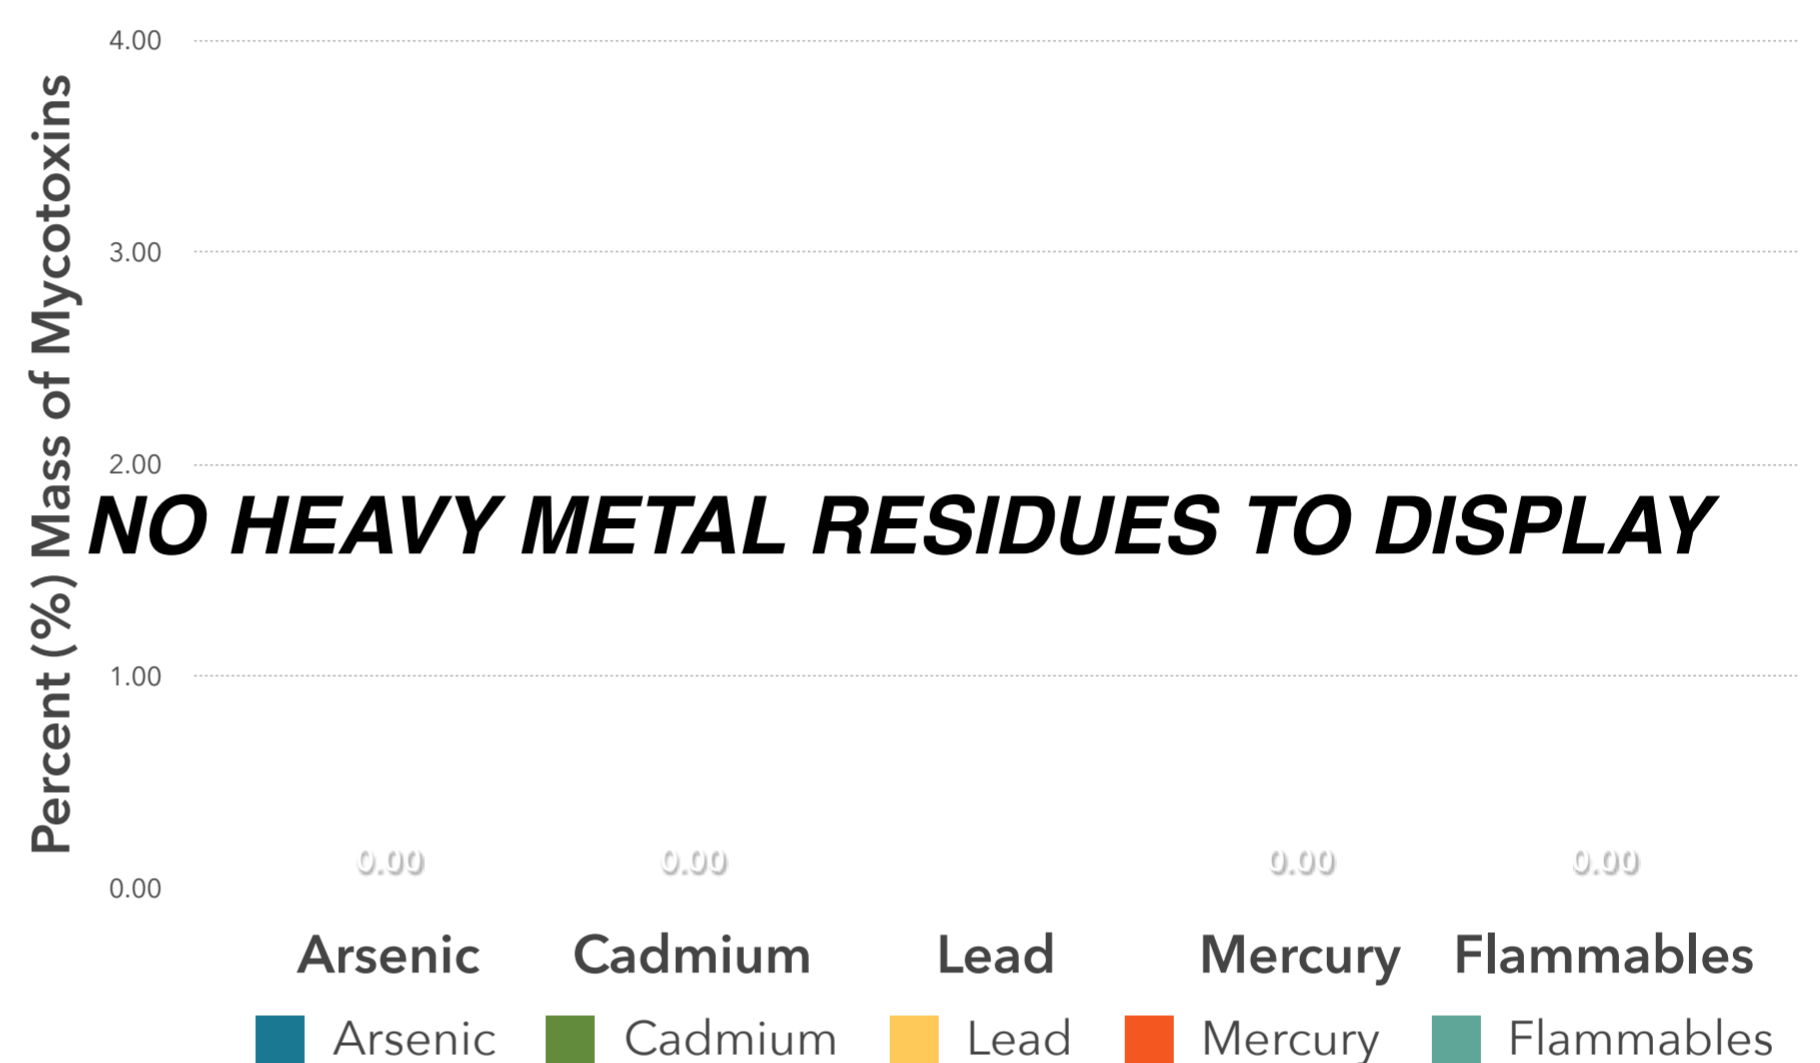 4.00
3.00
2.00
1.00
0.00
Percent (%) Mass of Mycotoxins
NO HEAVY METAL RESIDUES TO DISPLAY
0.00 0.00 0.00 0.00
Arsenic Cadmium Lead Mercury Flammables
Arsenic Cadmium Lead Mercury Flammables